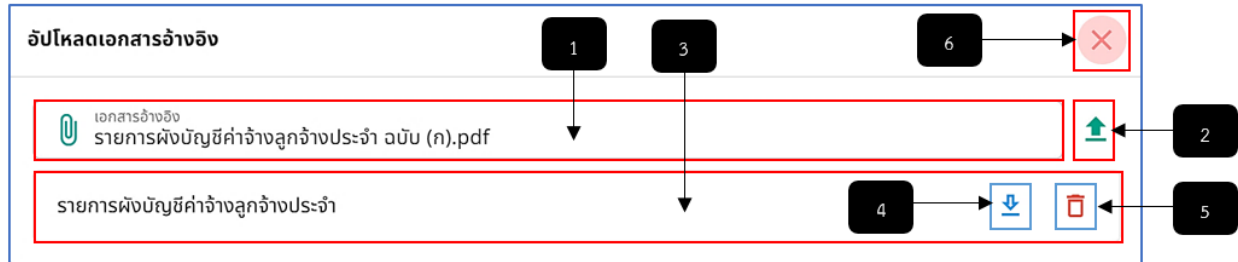 อัปโหลดเอกสารอ้างอิง
1
3
6
เอกสารอ้างอิง
รายการผังบัญชีค่าจ้างลูกจ้างประจำ ฉบับ (ก).pdf
2
รายการผังบัญชีค่าจ้างลูกจ้างประจำ
4
5